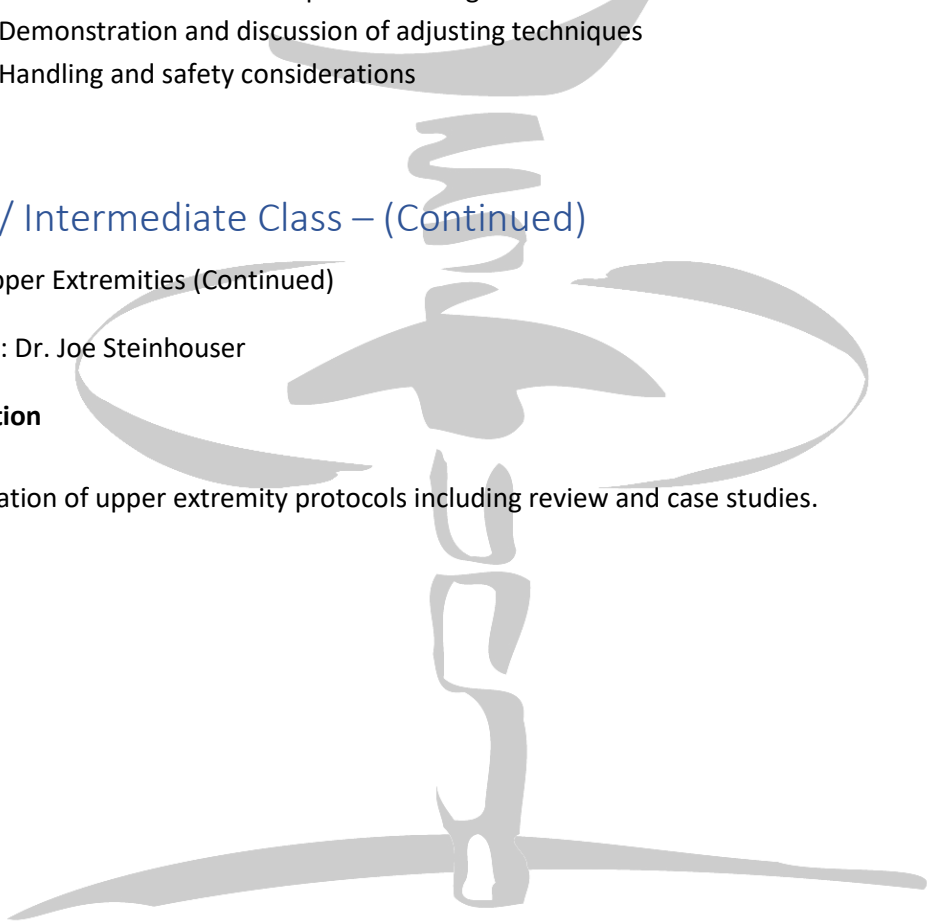 Demonstration and discussion of adjusting techniques
Handling and safety considerations
/ Intermediate Class – (Continued)
pper Extremities (Continued)
: Dr. Joe Steinhouser
tion
ation of upper extremity protocols including review and case studies.